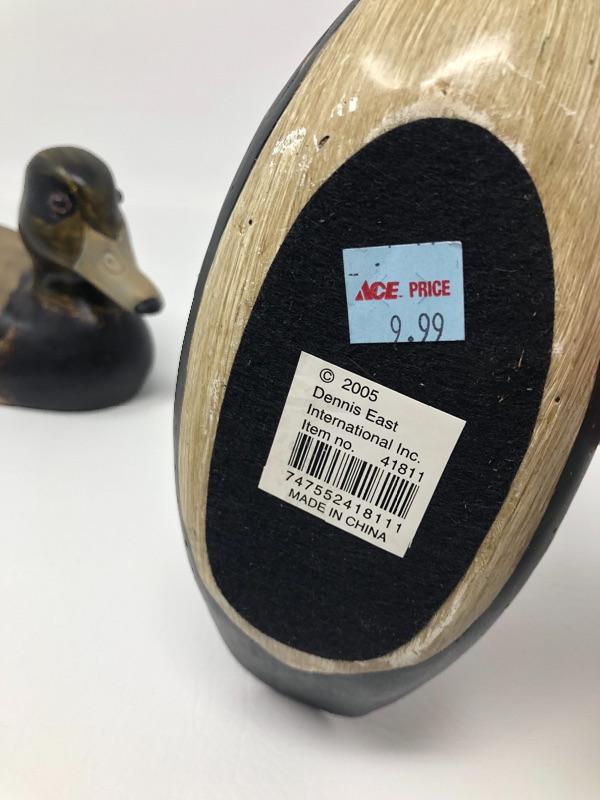 ACE PRICE
9.99
© 2005
Dennis East
International Inc.
Item no. 41811
747552418111
MADE IN CHINA